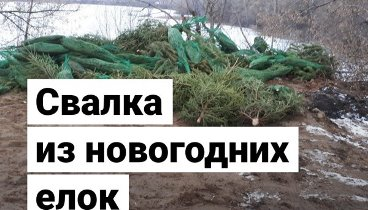 Свалка
из новогодних
елок